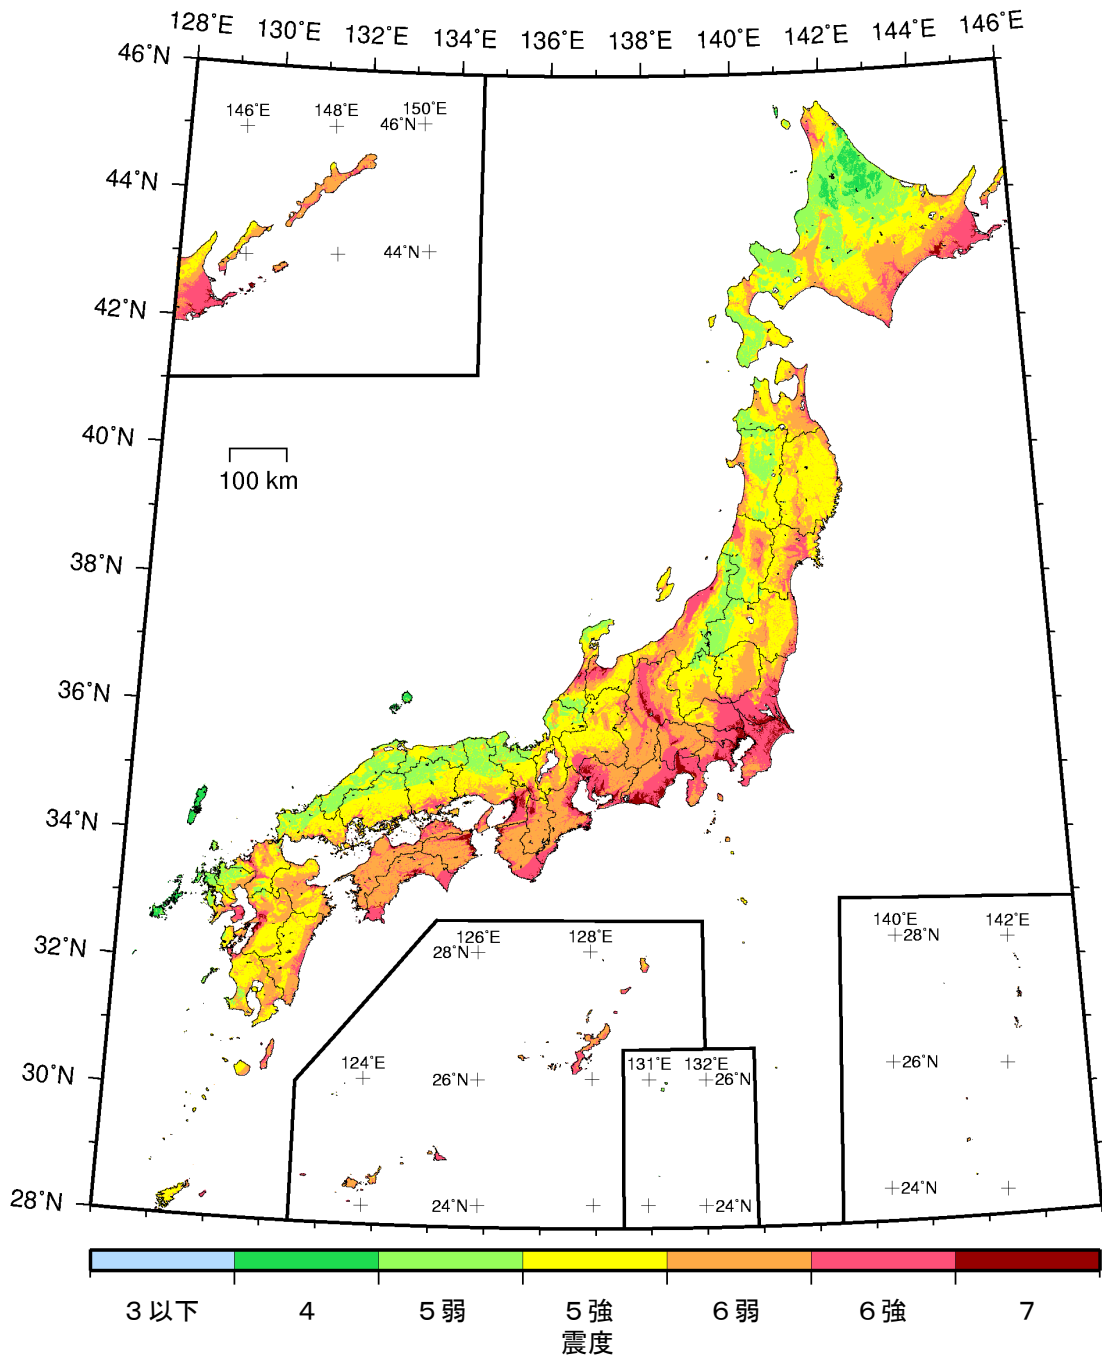 128°E 130°E 132°E 134°E 136°E 138°E 140°E 142°E 144°E 146°E
46°N
146°E 148°E 150°E
46°N
44°N
44°N
42°N
40°N
100 km
38°N
36°N
34°N
32°N
126°E 128°E
28°N
140°E 142°E
28°N
30°N
124°E
26°N
131°E 132°E
26°N
26°N
28°N
24°N
24°N
24°N
3以下 4 5弱 5強 6弱 6強 7
震度